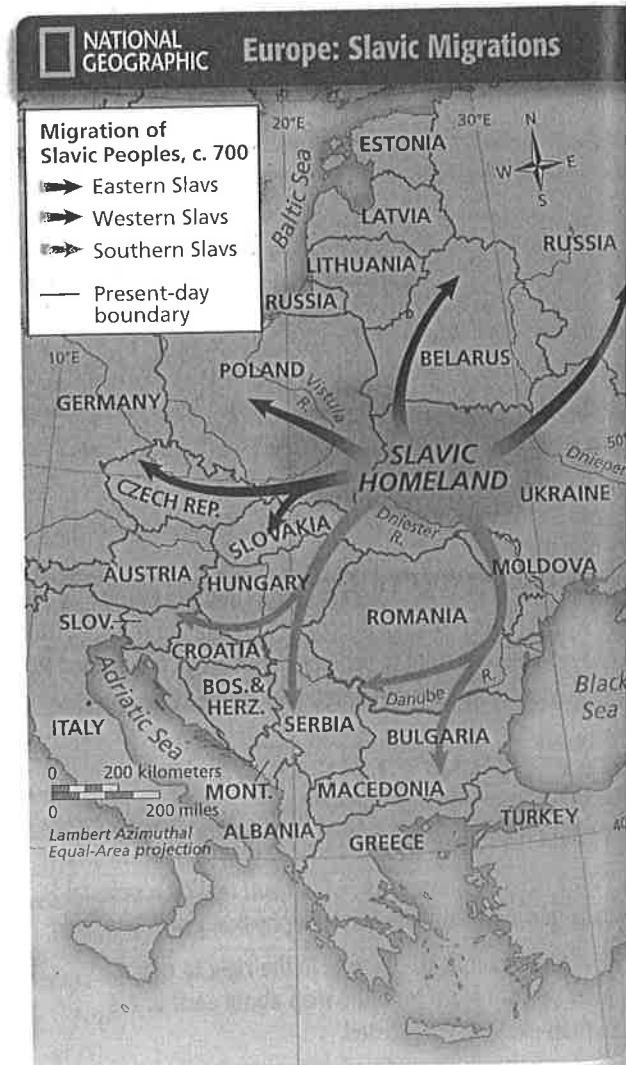 NATIONAL
GEOGRAPHIC
Europe: Slavic Migrations
Migration of
Slavic Peoples, c. 700
Eastern Slavs
Western Slavs
Southern Slavs
Present-day
boundary
20°E
30°E
N
W
E
S
ESTONIA
Baltic Sea
LATVIA
RUSSIA
LITHUANIA
RUSSIA
10°E
BELARUS
POLAND
Vistula
R.
GERMANY
50°
SLAVIC
HOMELAND
Dnieper
CZECH REP.
UKRAINE
SLOVAKIA
Dniester
R.
MOLDOVA
AUSTRIA
HUNGARY
ROMANIA
SLOV.
CROATIA
BOS. &
HERZ.
Danube
R.
Black
Sea
Adriatic Sea
ITALY
SERBIA
BULGARIA
0
200 kilometers
0
200 miles
MONT.
MACEDONIA
Lambert Azimuthal
Equal-Area projection
ALBANIA
GREECE
TURKEY
40